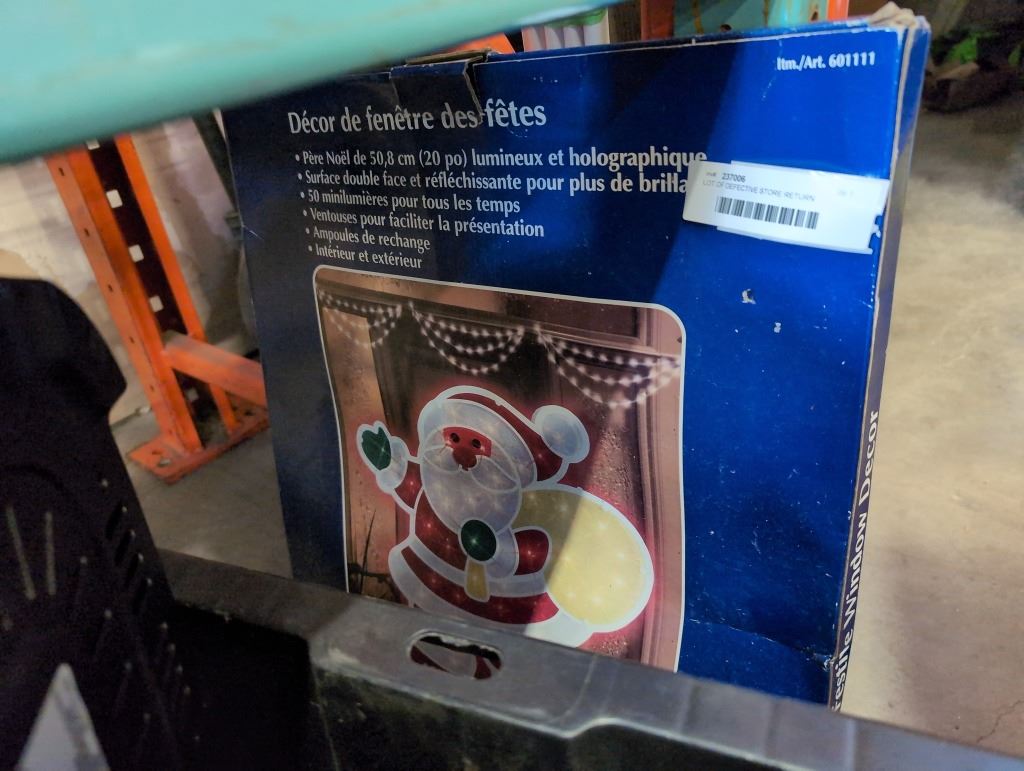 Itm./Art. 601111
Décor de fenêtre des fêtes
• Père Noël de 50,8 cm (20 po) lumineux et holographique
• Surface double face et réfléchissante pour plus de brilla
• 50 minilumières pour tous les temps
• Ventouses pour faciliter la présentation
• Ampoules de rechange
• Intérieur et extérieur
237006
LOT OF DEFECTIVE STORE RETURN
Window Decor